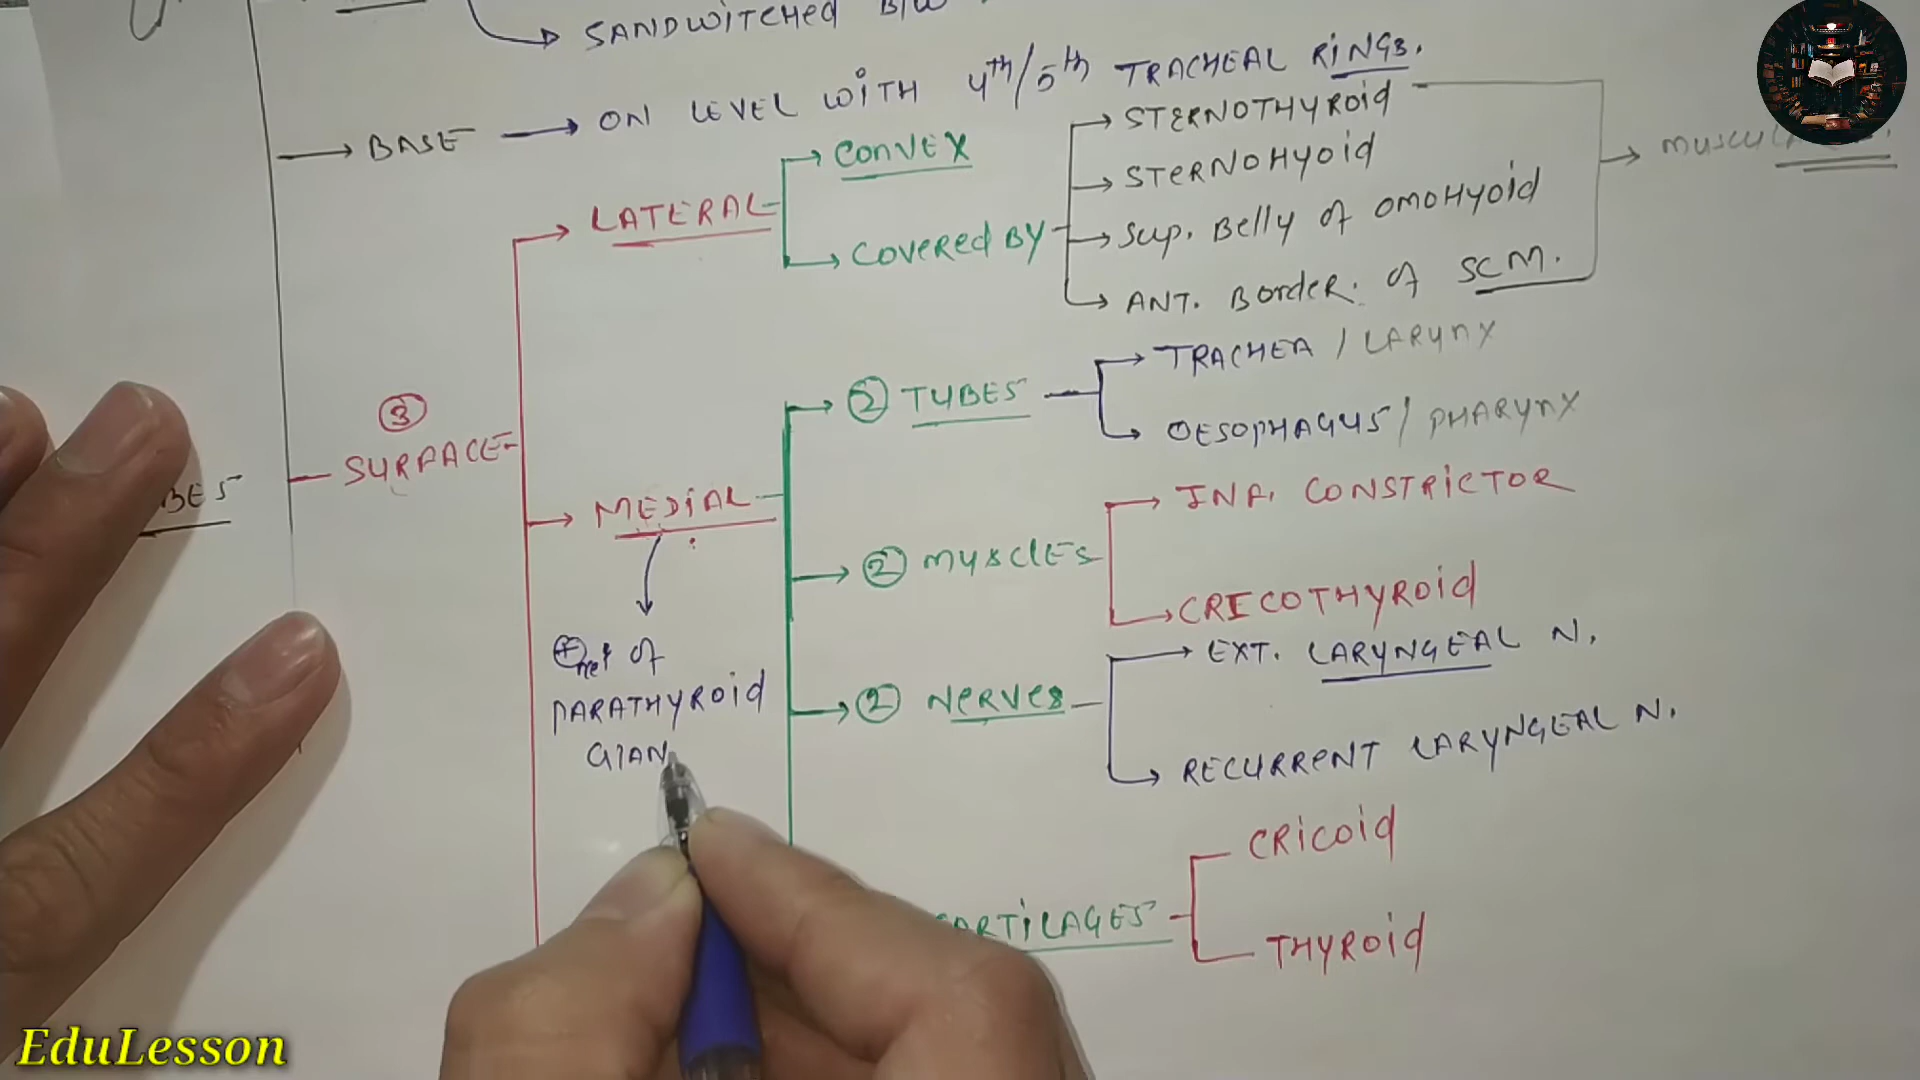 SANDWITCHED B/W
BASE → ON LEVEL WITH 4th/5th TRACHEAL RINGS.
LATERAL
CONVEX
COVERED BY
STERNOTHYROID
STERNOHYOID
SUP. BELLY OF OMOHYOID
ANT. BORDER. OF SCM.
③
SURFACE
MEDIAL
② TUBES
TRACHEA / LARYNX
OESOPHAGUS / PHARYNX
② MUSCLES
INF. CONSTRICTOR
CRICOTHYROID
② NERVES
EXT. LARYNGEAL N.
RECURRENT LARYNGEAL N.
OF
PARATHYROID
GLAN
CRICOID
THYROID
EduLesson